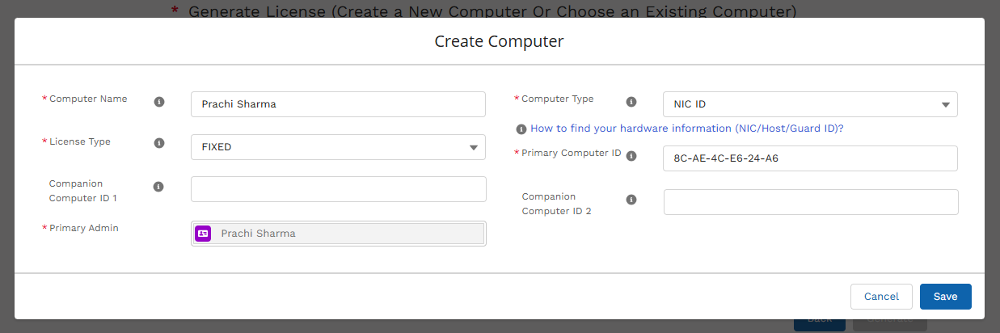 * Generate License (Create a New Computer Or Choose an Existing Computer)
Create Computer
* Computer Name
Prachi Sharma
* Computer Type
NIC ID
How to find your hardware information (NIC/Host/Guard ID)?
* License Type
FIXED
* Primary Computer ID
8C-AE-4C-E6-24-A6
Companion
Computer ID 1
Companion
Computer ID 2
* Primary Admin
Prachi Sharma
Cancel
Save
Back
Generate